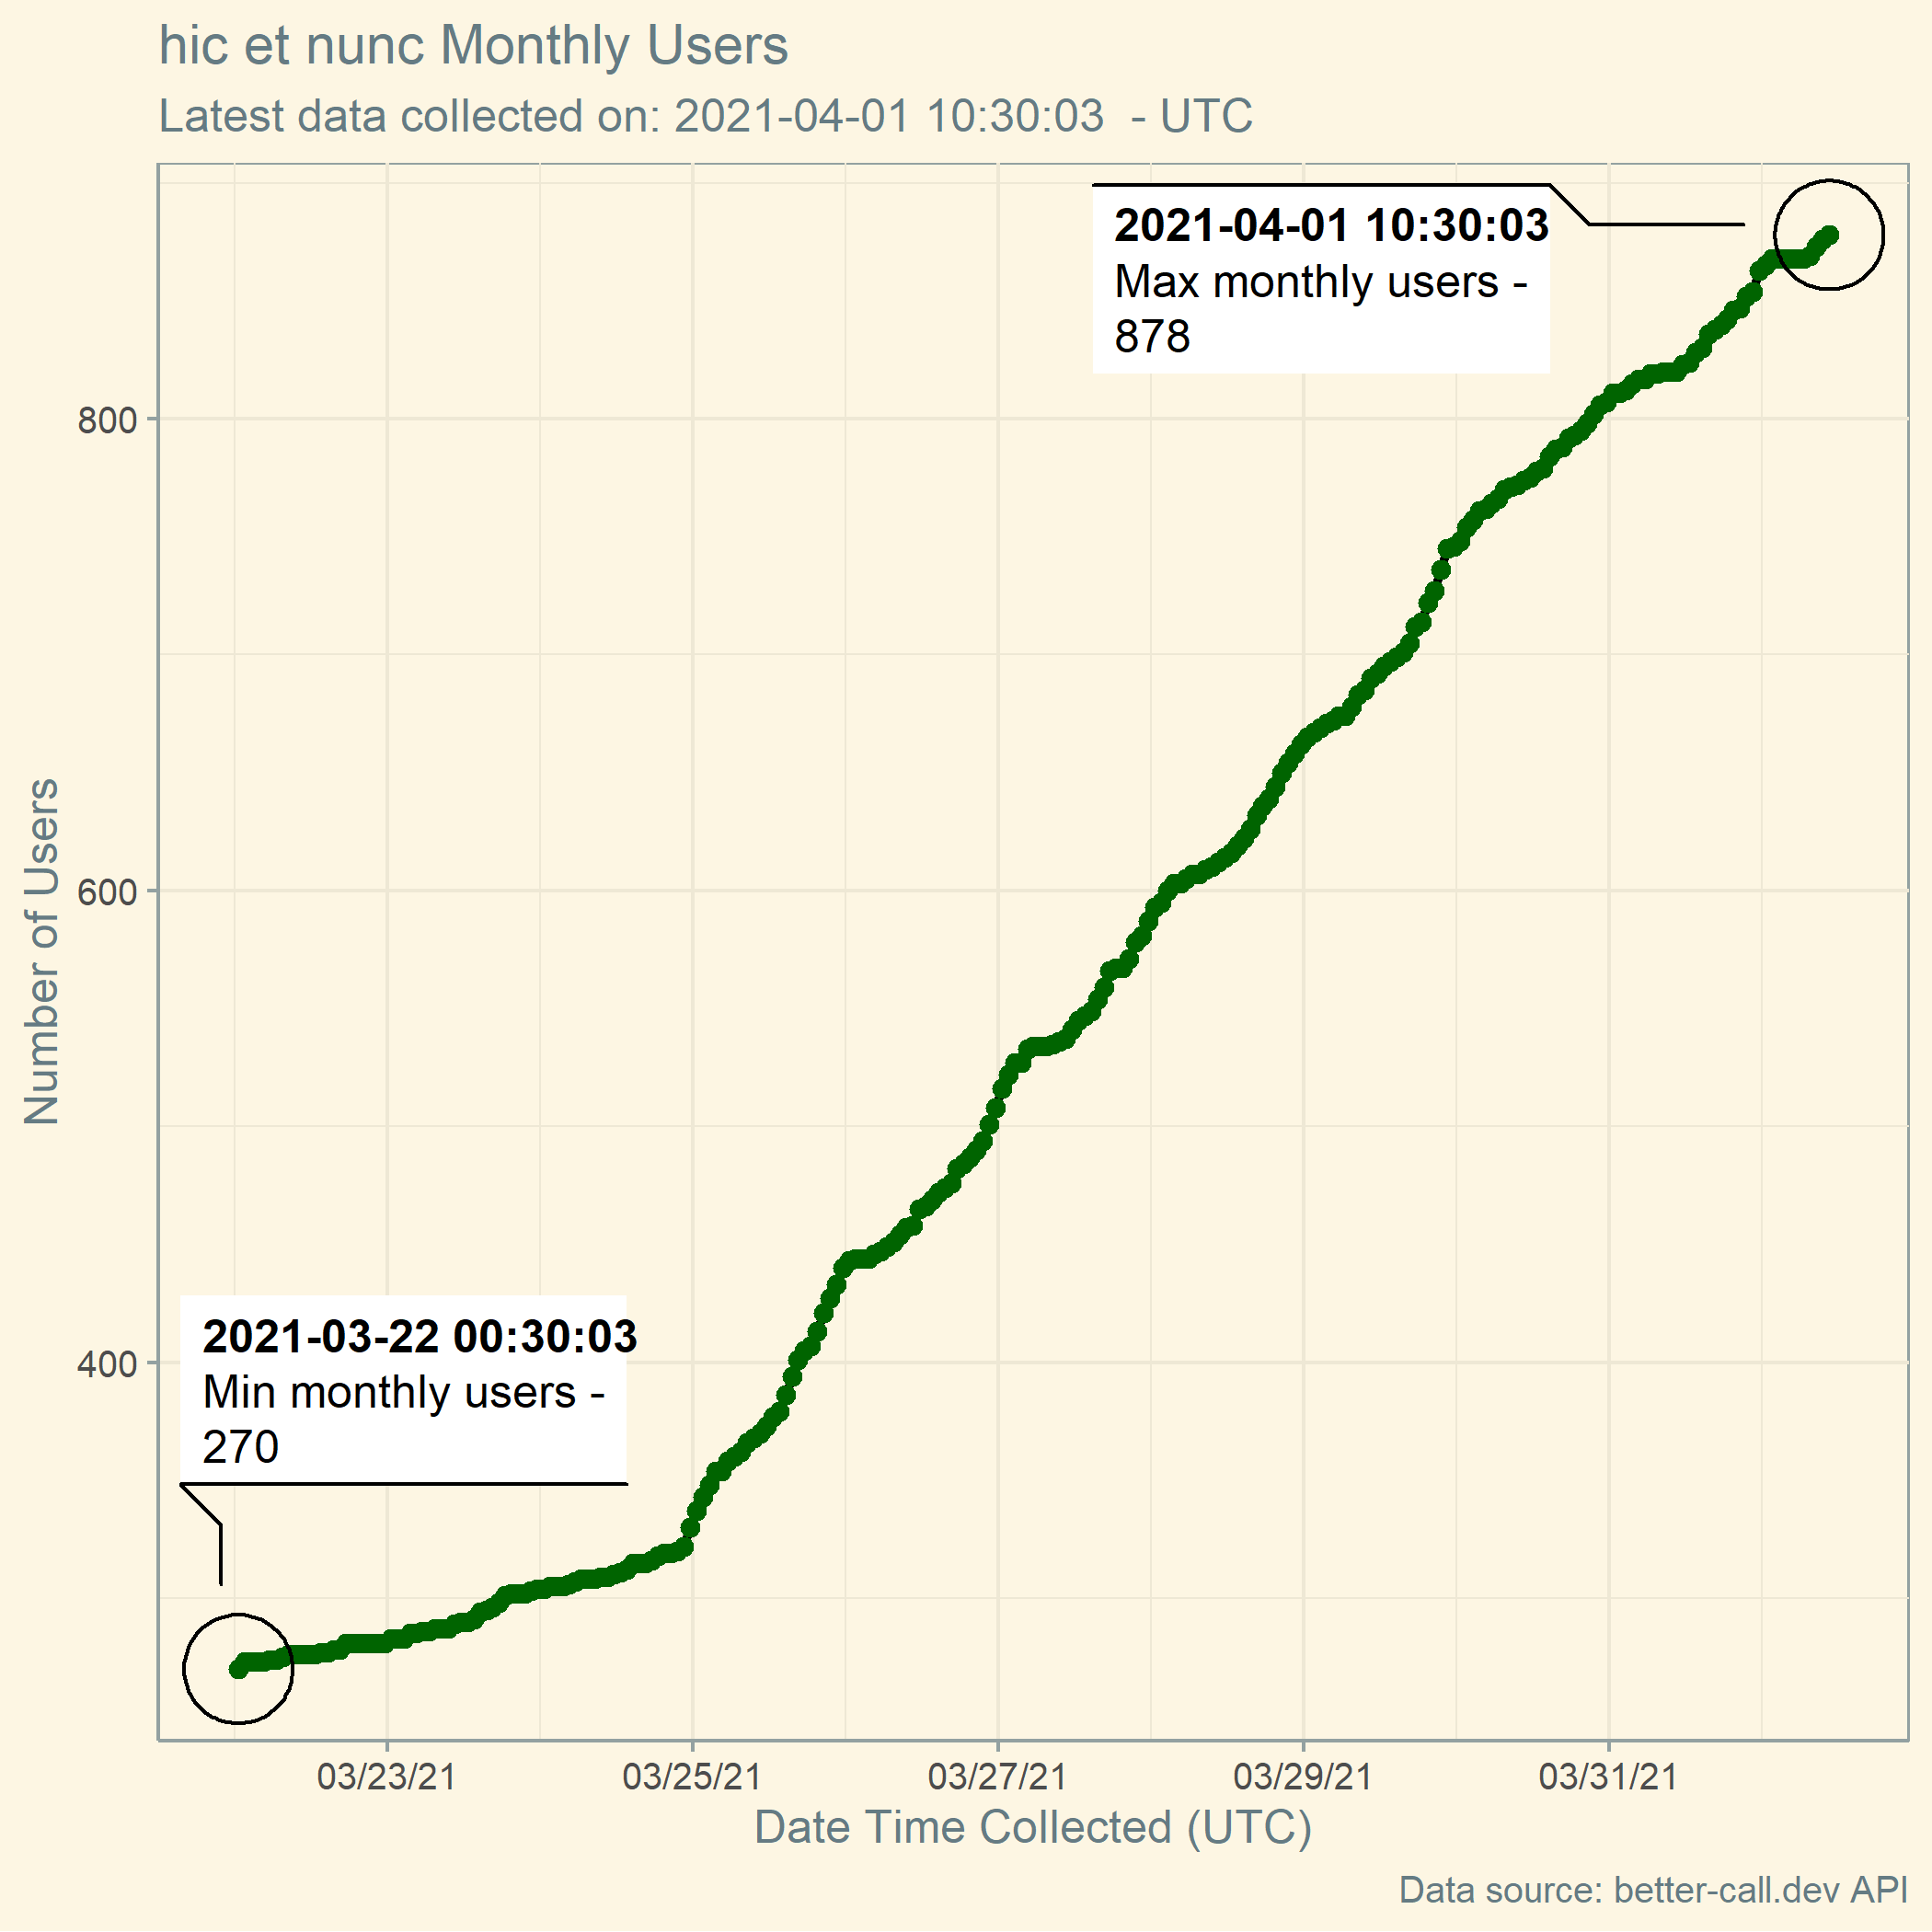 hic et nunc Monthly Users
Latest data collected on: 2021-04-01 10:30:03  - UTC
2021-04-01 10:30:03
Max monthly users -
878
800
600
400
Number of Users
2021-03-22 00:30:03
Min monthly users -
270
03/23/21
03/25/21
03/27/21
03/29/21
03/31/21
Date Time Collected (UTC)
Data source: better-call.dev API